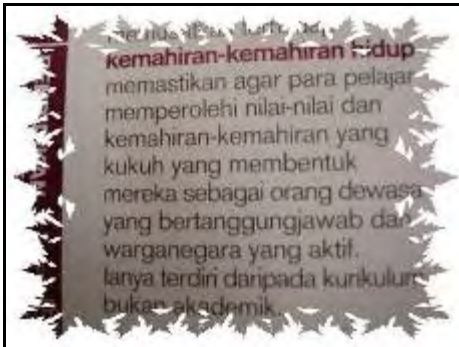 kemahiran-kemahiran hidup
memastikan agar para pelajar
memperolehi nilai-nilai dan
kemahiran-kemahiran yang
kukuh yang membentuk
mereka sebagai orang dewasa
yang bertanggungjawab dan
warganegara yang aktif.
Ianya terdiri daripada kurikulum
bukan akademik.